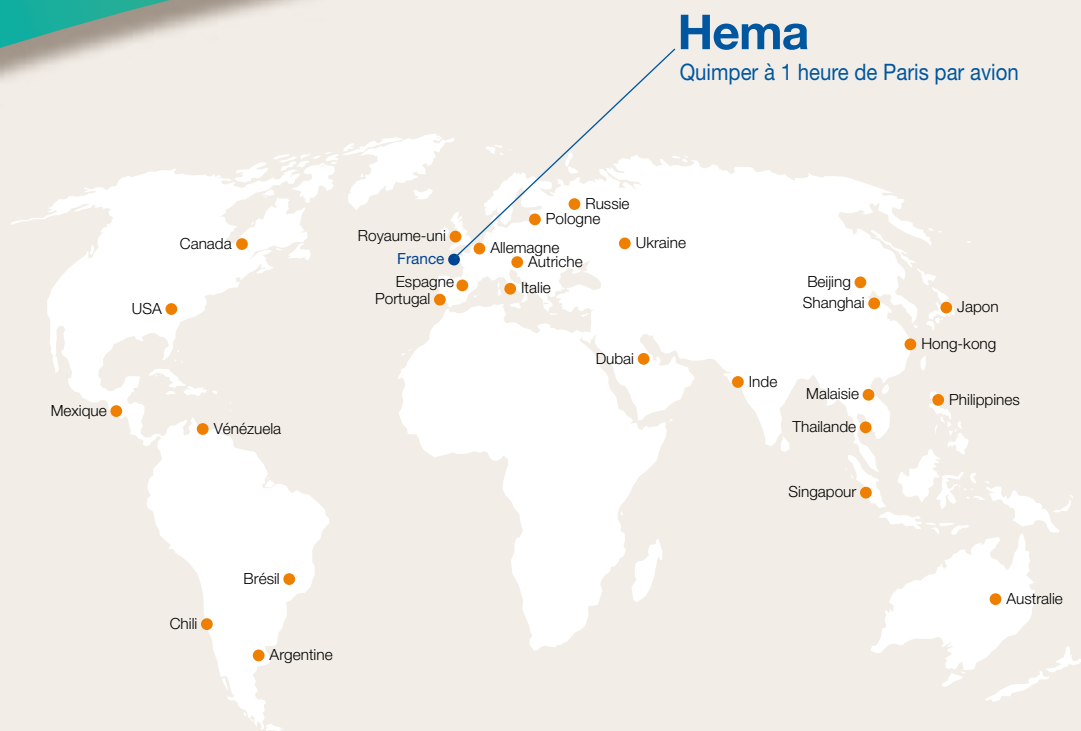 Hema
Quimper à 1 heure de Paris par avion
Russie
Pologne
Royaume-uni
Ukraine
Canada
Allemagne
France
Autriche
Espagne
Italie
Portugal
Beijing
Shanghai
USA
Japon
Hong-kong
Dubai
Inde
Malaisie
Philippines
Mexique
Vénézuela
Thailande
Singapour
Brésil
Australie
Chili
Argentine